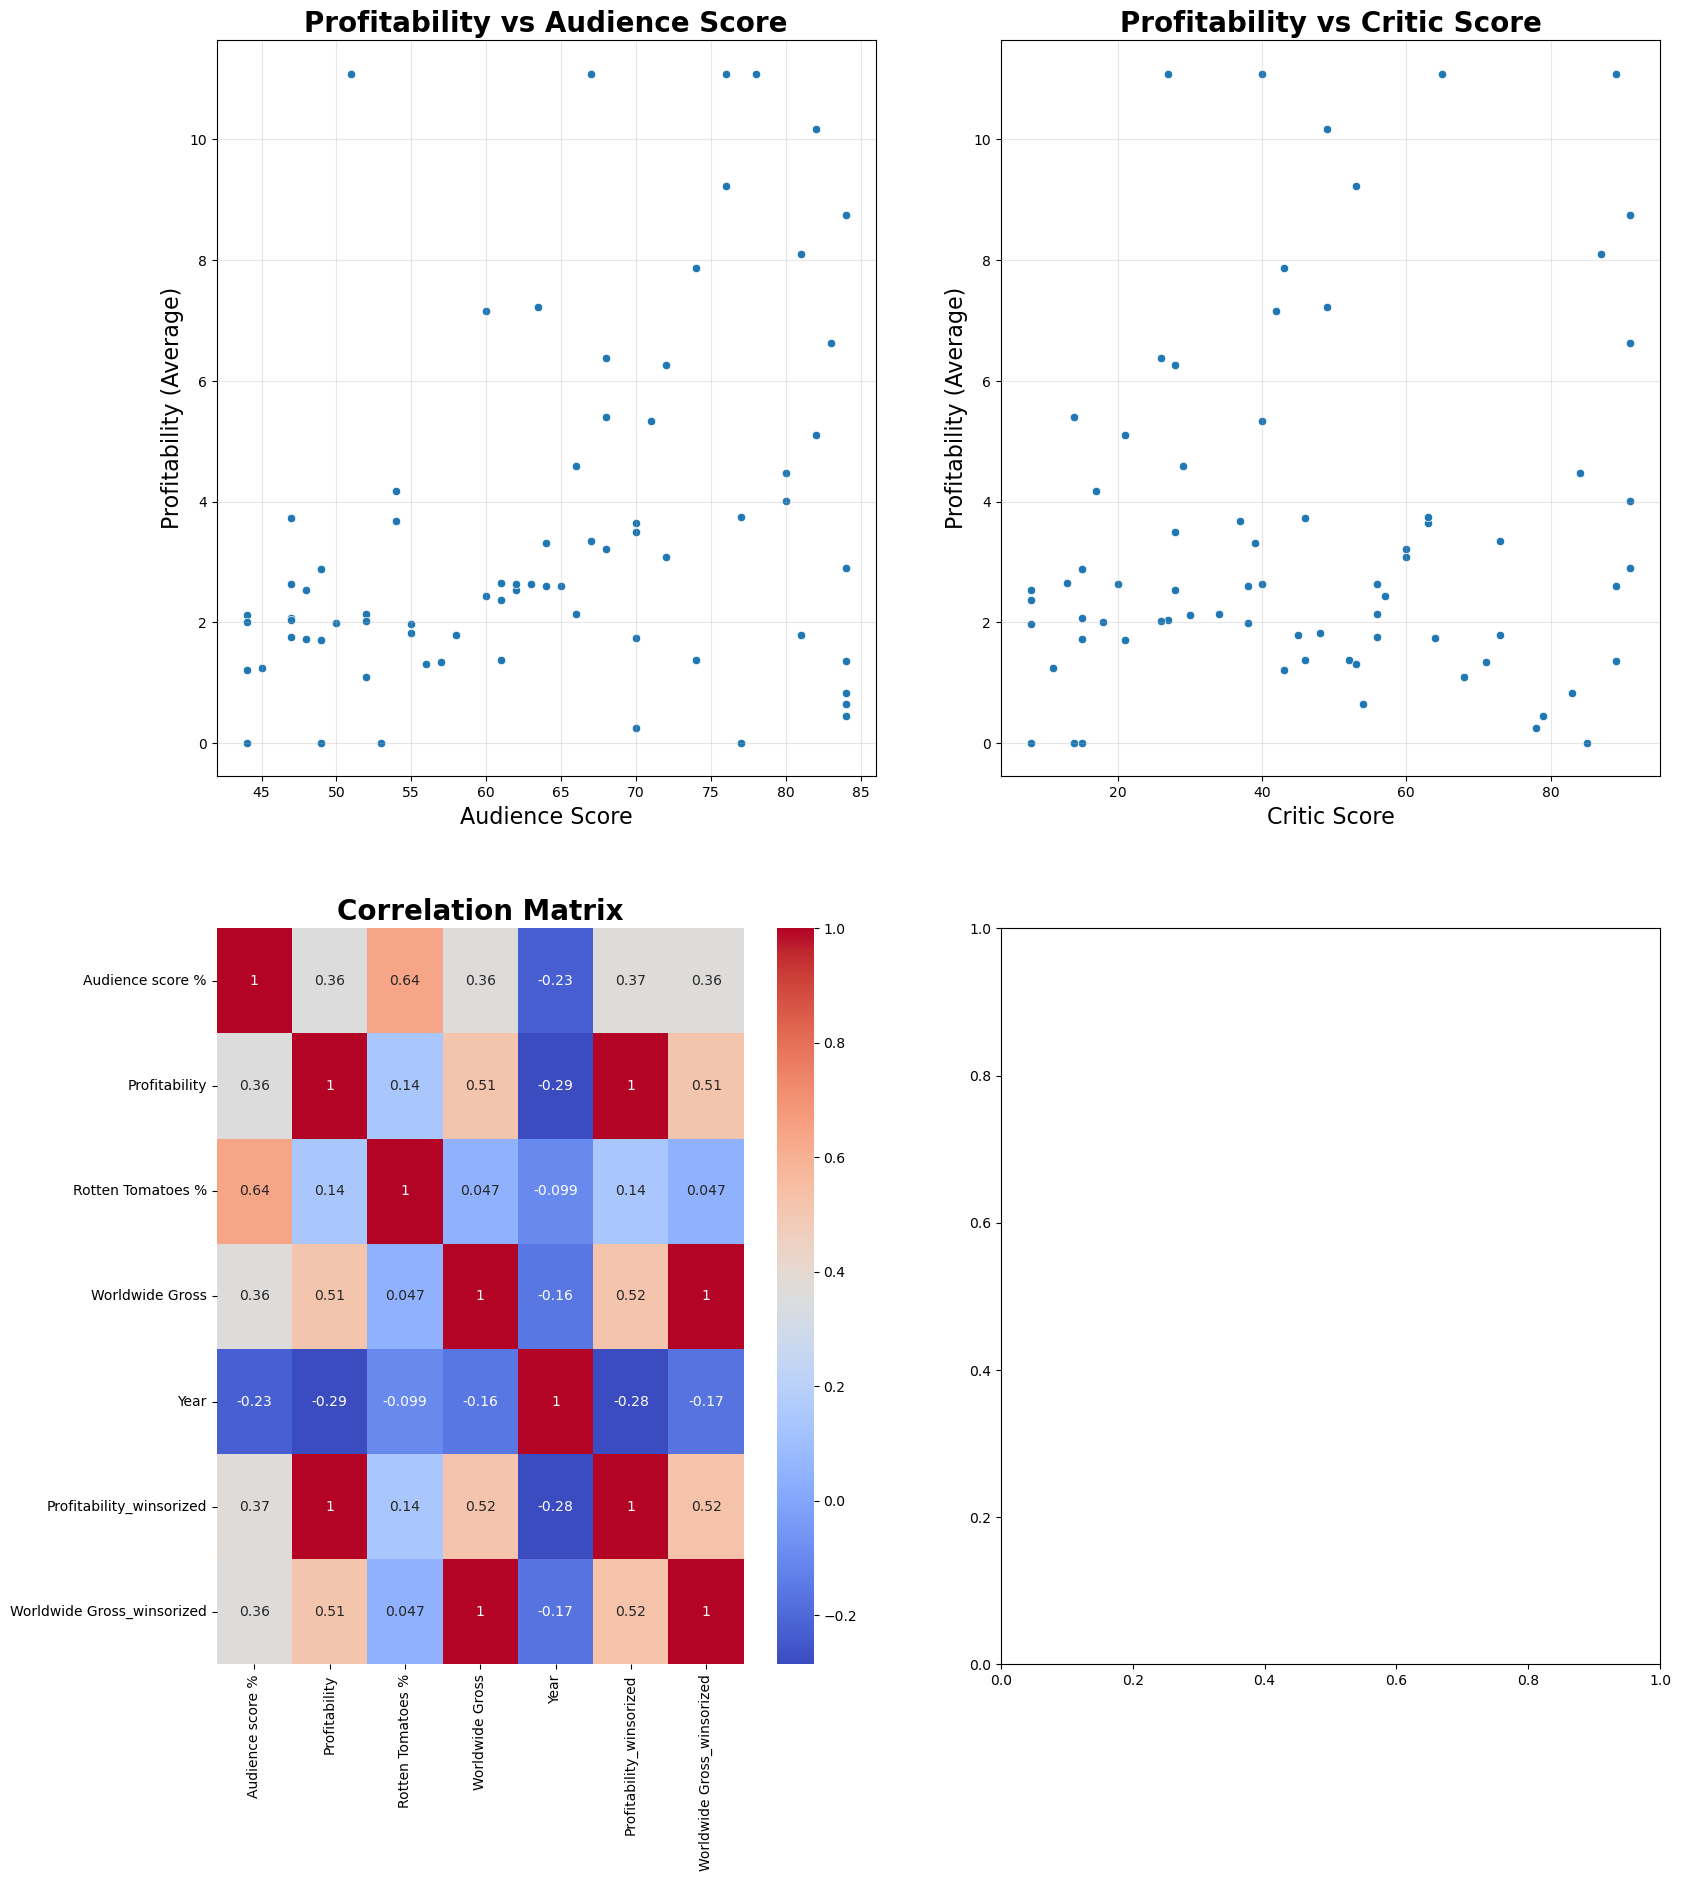 Profitability vs Audience Score
Profitability (Average)
10
8
6
4
2
0
45 50 55 60 65 70 75 80 85
Audience Score
Profitability vs Critic Score
Profitability (Average)
10
8
6
4
2
0
20 40 60 80
Critic Score
Correlation Matrix
Audience score % 1 0.36 0.64 0.36 -0.23 0.37 0.36
Profitability 0.36 1 0.14 0.51 -0.29 1 0.51
Rotten Tomatoes % 0.64 0.14 1 0.047 -0.099 0.14 0.047
Worldwide Gross 0.36 0.51 0.047 1 -0.16 0.52 1
Year -0.23 -0.29 -0.099 -0.16 1 -0.28 -0.17
Profitability_winsorized 0.37 1 0.14 0.52 -0.28 1 0.52
Worldwide Gross_winsorized 0.36 0.51 0.047 1 -0.17 0.52 1
Audience score %
Profitability
Rotten Tomatoes %
Worldwide Gross
Year
Profitability_winsorized
Worldwide Gross_winsorized
1.0
0.8
0.6
0.4
0.2
0.0
−0.2
1.0
0.8
0.6
0.4
0.2
0.0
0.0 0.2 0.4 0.6 0.8 1.0